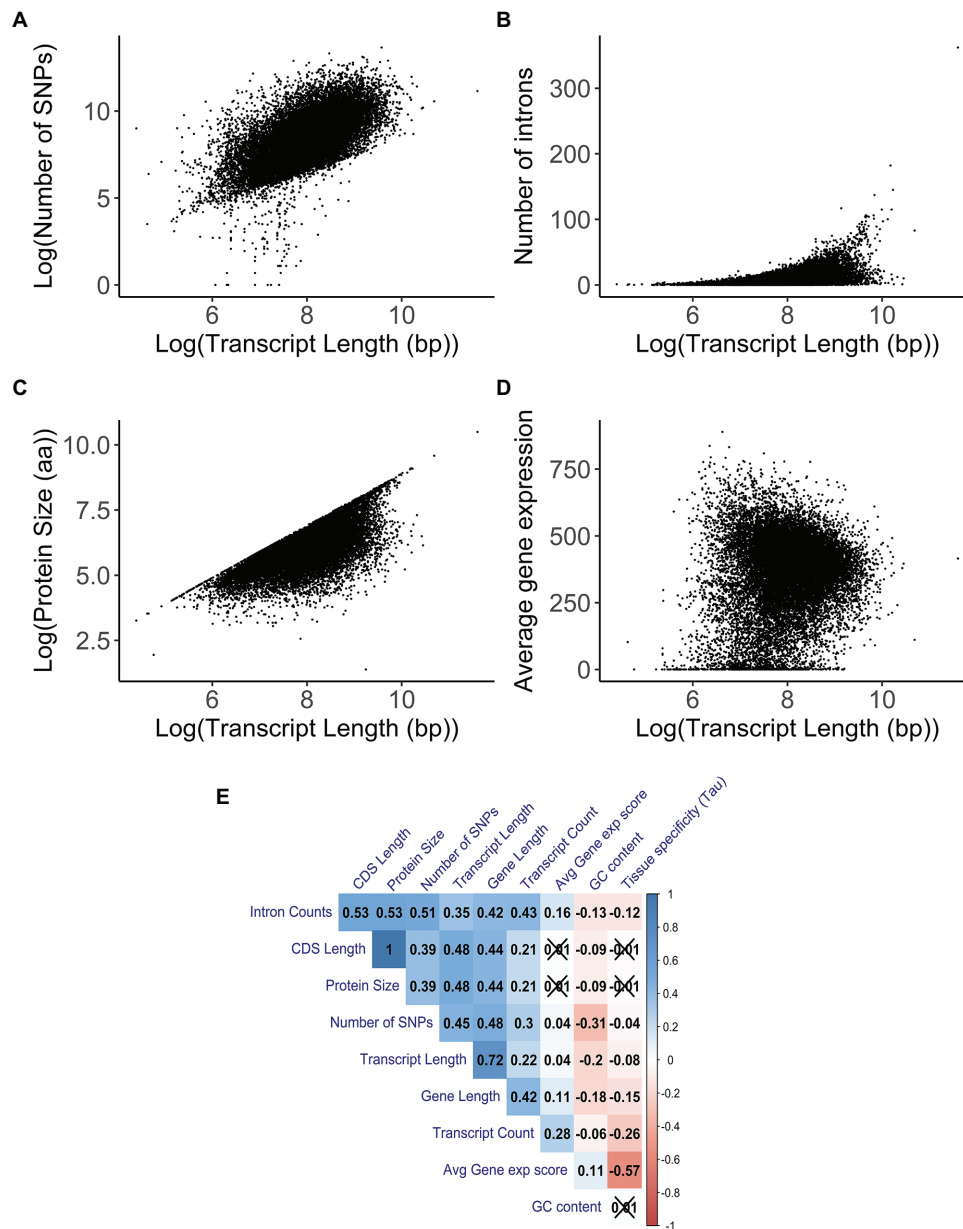 A
Log(Number of SNPs)
10
5
0
6 8 10
Log(Transcript Length (bp))
B
Number of introns
300
200
100
0
6 8 10
Log(Transcript Length (bp))
C
Log(Protein Size (aa))
10.0
7.5
5.0
2.5
6 8 10
Log(Transcript Length (bp))
D
Average gene expression
750
500
250
0
6 8 10
Log(Transcript Length (bp))
E
CDS Length
Protein Size
Number of SNPs
Transcript Length
Gene Length
Transcript Count
Avg Gene exp score
GC content
Tissue specificity (Tau)
Intron Counts 0.53 0.53 0.51 0.35 0.42 0.43 0.16 -0.13 -0.12
CDS Length 1 0.39 0.48 0.44 0.21 0.01 -0.09 -0.01
Protein Size 0.39 0.48 0.44 0.21 0.01 -0.09 -0.01
Number of SNPs 0.45 0.48 0.3 0.04 -0.31 -0.04
Transcript Length 0.72 0.22 0.04 -0.2 -0.08
Gene Length 0.42 0.11 -0.18 -0.15
Transcript Count 0.28 -0.06 -0.26
Avg Gene exp score 0.11 -0.57
GC content 0.01
1
0.8
0.6
0.4
0.2
0
-0.2
-0.4
-0.6
-0.8
-1